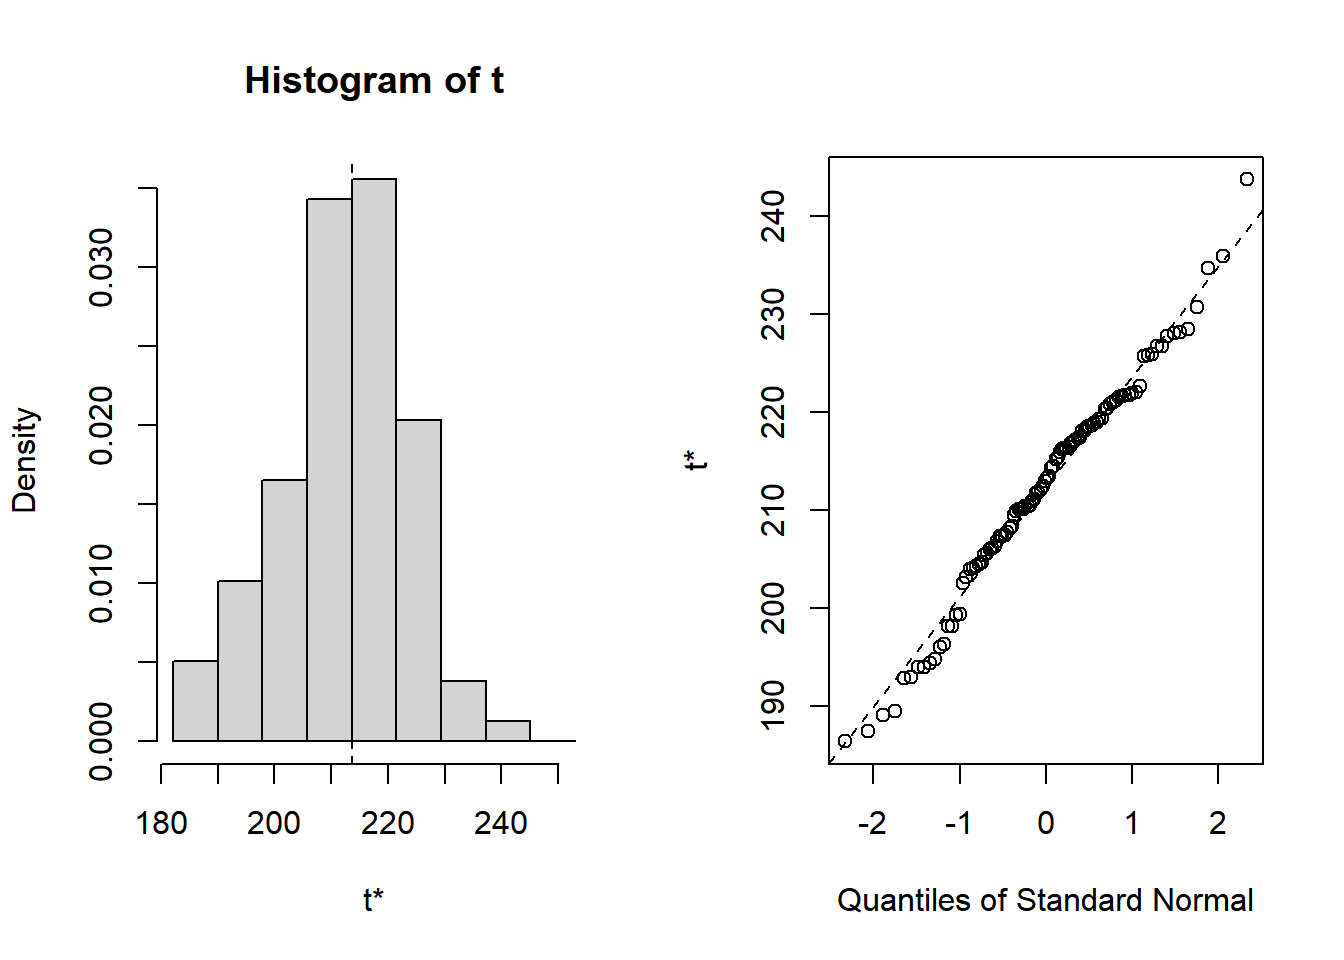 Histogram of t
Density
0.000 0.010 0.020 0.030
180 200 220 240
t*
t*
190 200 210 220 230 240
-2 -1 0 1 2
Quantiles of Standard Normal